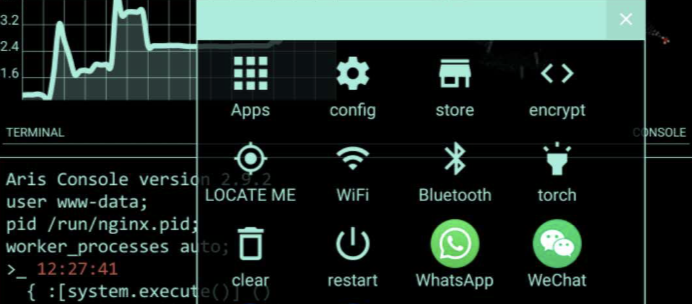 3.2
2.4
1.6
Apps
config
store
encrypt
TERMINAL
CONSOLE
Aris Console version 2.9.2
LOCATE ME
WiFi
Bluetooth
torch
user www-data;
pid /run/nginx.pid;
worker_processes auto;
>_ 12:27:41
{ :[system.execute()] ()
clear
restart
WhatsApp
WeChat